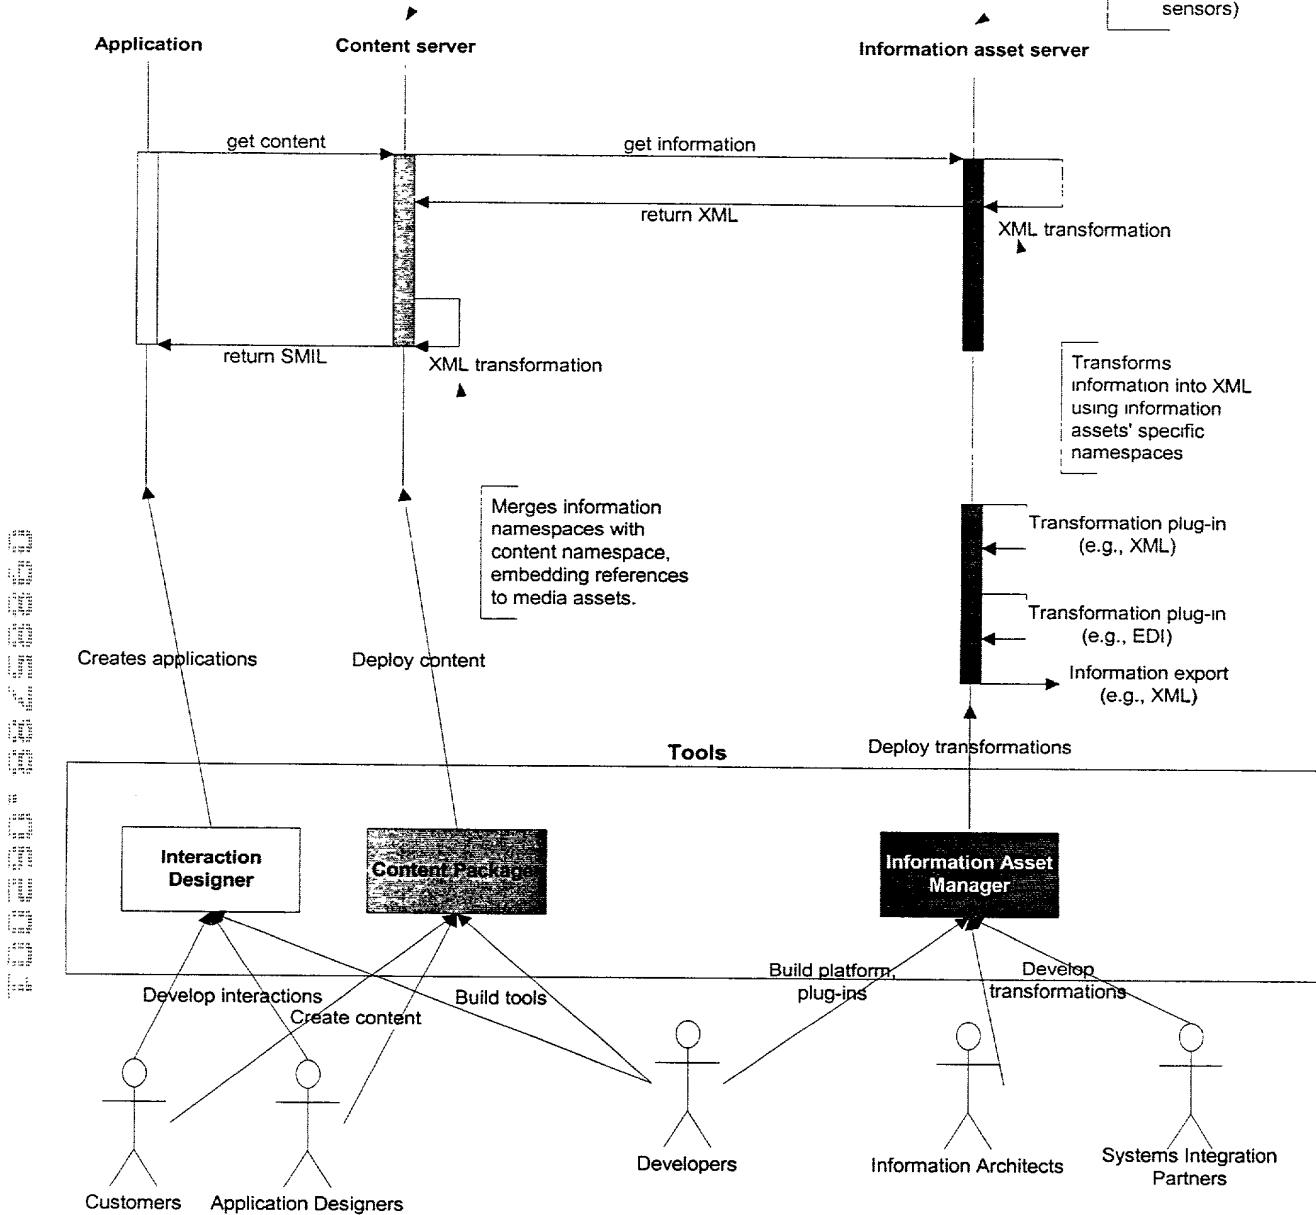 sensors)
Application
Content server
Information asset server
get content
get information
return XML
XML transformation
return SMIL
XML transformation
Transforms
information into XML
using information
assets' specific
namespaces
Merges information
namespaces with
content namespace,
embedding references
to media assets.
Transformation plug-in
(e.g., XML)
Transformation plug-in
(e.g., EDI)
Information export
(e.g., XML)
Creates applications
Deploy content
Deploy transformations
Tools
Interaction
Designer
Content Packager
Information Asset
Manager
Develop interactions
Create content
Build tools
Build platform,
plug-ins
Develop
transformations
Customers
Application Designers
Developers
Information Architects
Systems Integration
Partners